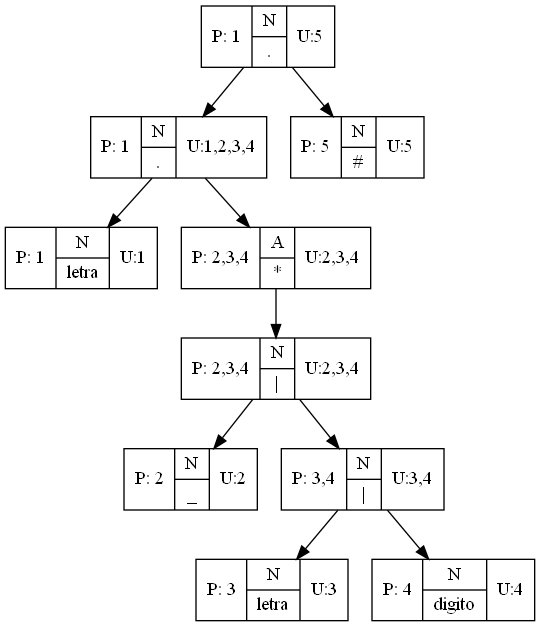 P: 1 N . U:5
P: 1 N . U:1,2,3,4
P: 5 N # U:5
P: 1 N letra U:1
P: 2,3,4 A * U:2,3,4
P: 2,3,4 N | U:2,3,4
P: 2 N _ U:2
P: 3,4 N | U:3,4
P: 3 N letra U:3
P: 4 N digito U:4